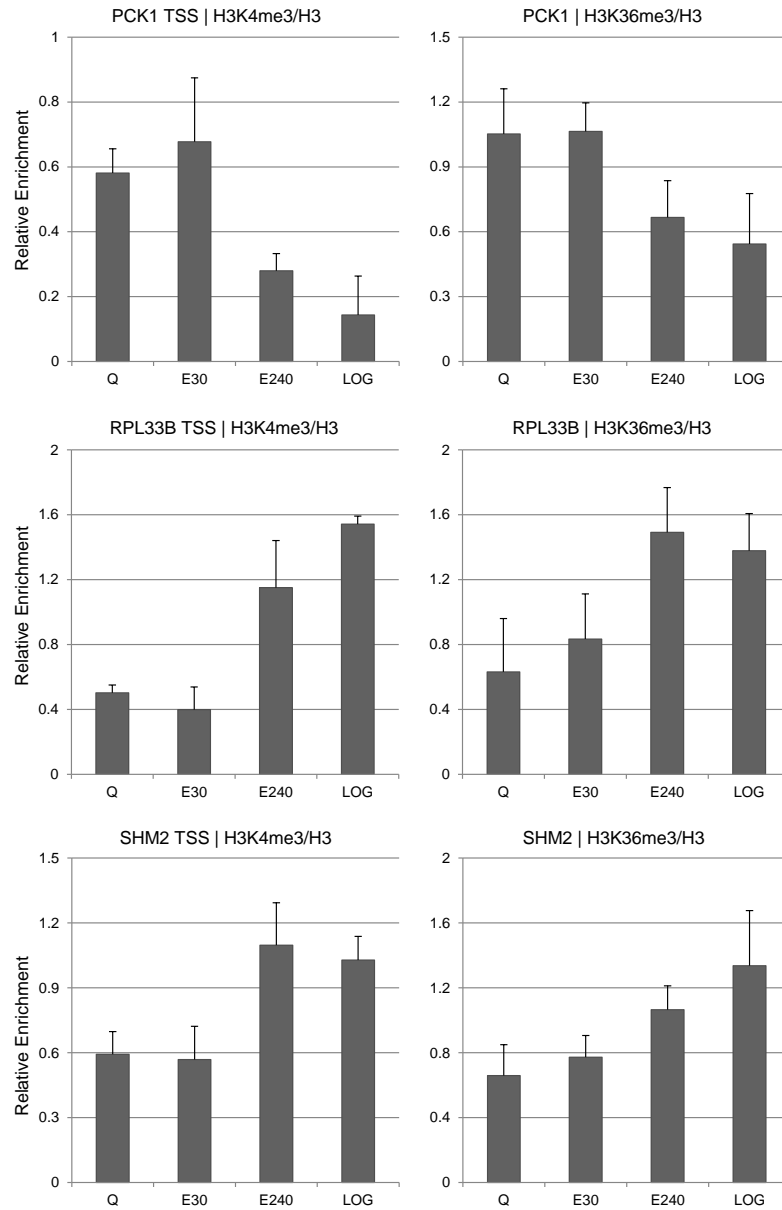 PCK1 TSS | H3K4me3/H3
Relative Enrichment
1
0.8
0.6
0.4
0.2
0
Q E30 E240 LOG
PCK1 | H3K36me3/H3
1.5
1.2
0.9
0.6
0.3
0
Q E30 E240 LOG
RPL33B TSS | H3K4me3/H3
Relative Enrichment
2
1.6
1.2
0.8
0.4
0
Q E30 E240 LOG
RPL33B | H3K36me3/H3
2
1.6
1.2
0.8
0.4
0
Q E30 E240 LOG
SHM2 TSS | H3K4me3/H3
Relative Enrichment
1.5
1.2
0.9
0.6
0.3
0
Q E30 E240 LOG
SHM2 | H3K36me3/H3
2
1.6
1.2
0.8
0.4
0
Q E30 E240 LOG